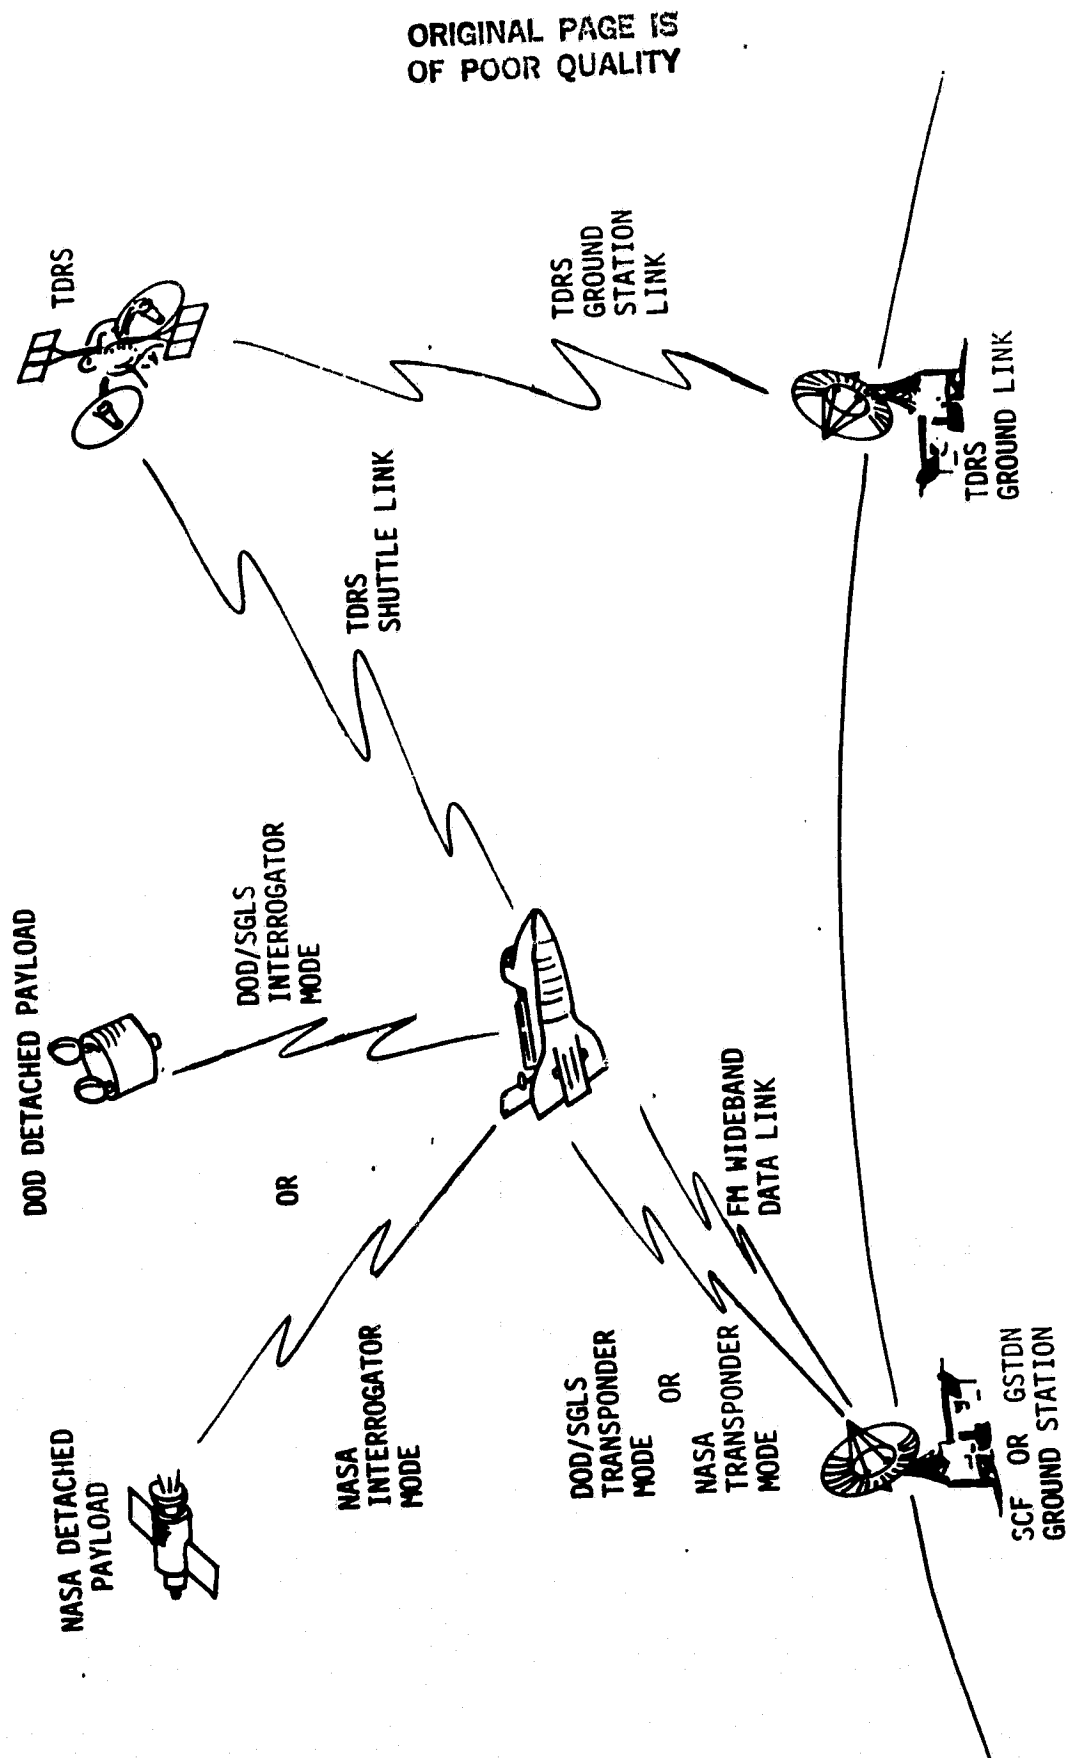 ORIGINAL PAGE IS
OF POOR QUALITY
NASA DETACHED
PAYLOAD
DOD DETACHED PAYLOAD
TDRS
OR
DOD/SGLS
INTERROGATOR
MODE
NASA
INTERROGATOR
MODE
TDRS
SHUTTLE LINK
TDRS
GROUND
STATION
LINK
DOD/SGLS
TRANSPONDER
MODE
OR
NASA
TRANSPONDER
MODE
FM WIDEBAND
DATA LINK
SCF OR GSTDN
GROUND STATION
TDRS
GROUND LINK